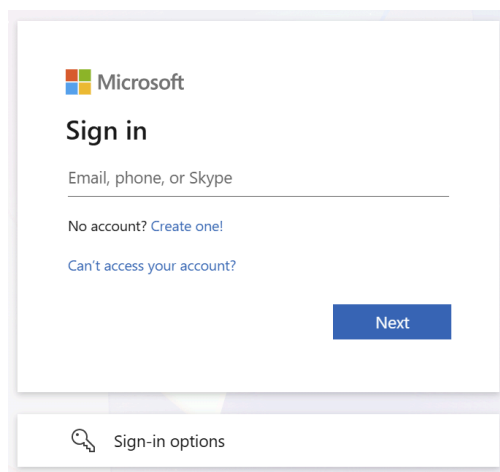 Microsoft
Sign in
Email, phone, or Skype
No account? Create one!
Can't access your account?
Next
Sign-in options